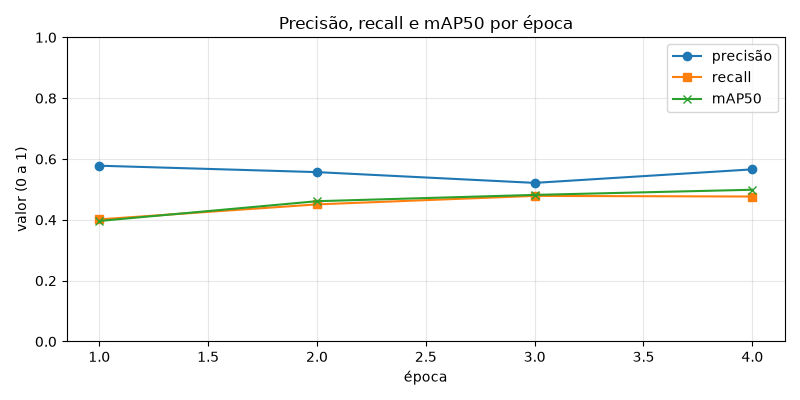 Precisão, recall e mAP50 por época
precisão
recall
mAP50
valor (0 a 1)
1.0
0.8
0.6
0.4
0.2
0.0
1.0 1.5 2.0 2.5 3.0 3.5 4.0
época